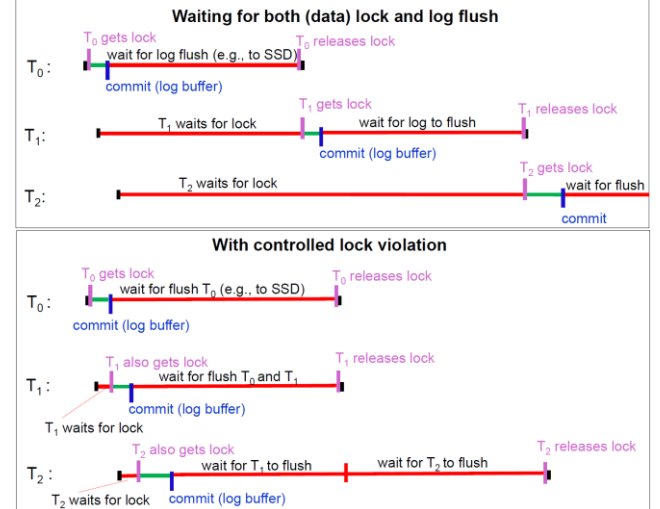 Waiting for both (data) lock and log flush
T0 gets lock
wait for log flush (e.g., to SSD)
T0 releases lock
T0 :
commit (log buffer)
T1 gets lock
T1 releases lock
T1 waits for lock
wait for log to flush
T1:
commit (log buffer)
T2 gets lock
T2 waits for lock
wait for flush
T2:
commit
With controlled lock violation
T0 gets lock
wait for flush T0 (e.g., to SSD)
T0 releases lock
T0 :
commit (log buffer)
T1 also gets lock
wait for flush T0 and T1
T1 releases lock
T1 :
commit (log buffer)
T1 waits for lock
T2 also gets lock
T2 releases lock
wait for T1 to flush
wait for T2 to flush
T2 :
T2 waits for lock
commit (log buffer)